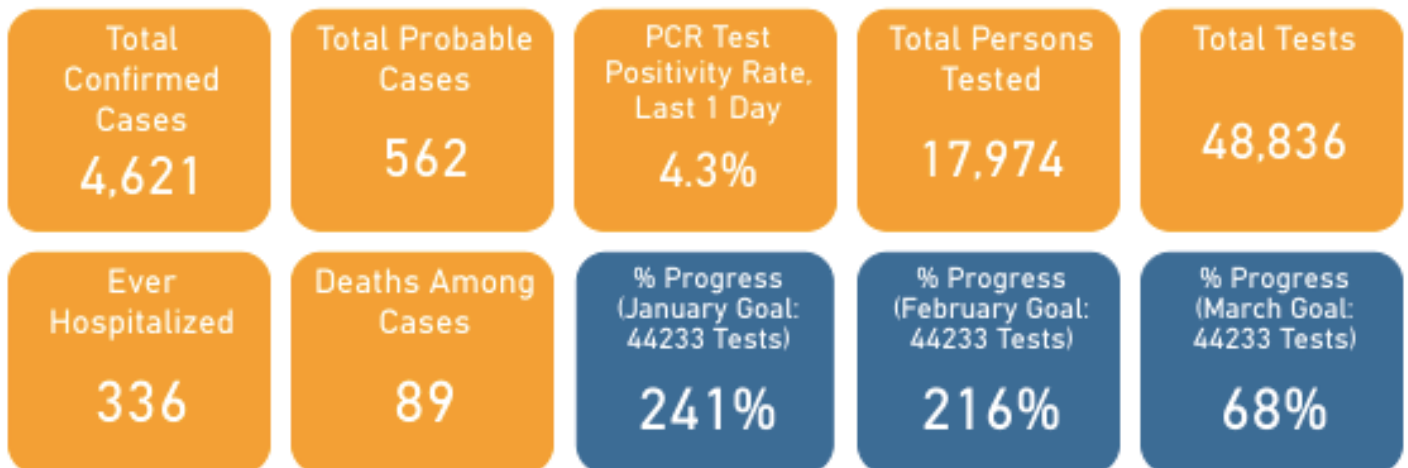 Total
Confirmed
Cases
4,621
Total Probable
Cases
562
PCR Test
Positivity Rate,
Last 1 Day
4.3%
Total Persons
Tested
17,974
Total Tests
48,836
Ever
Hospitalized
336
Deaths Among
Cases
89
% Progress
(January Goal:
44233 Tests)
241%
% Progress
(February Goal:
44233 Tests)
216%
% Progress
(March Goal:
44233 Tests)
68%